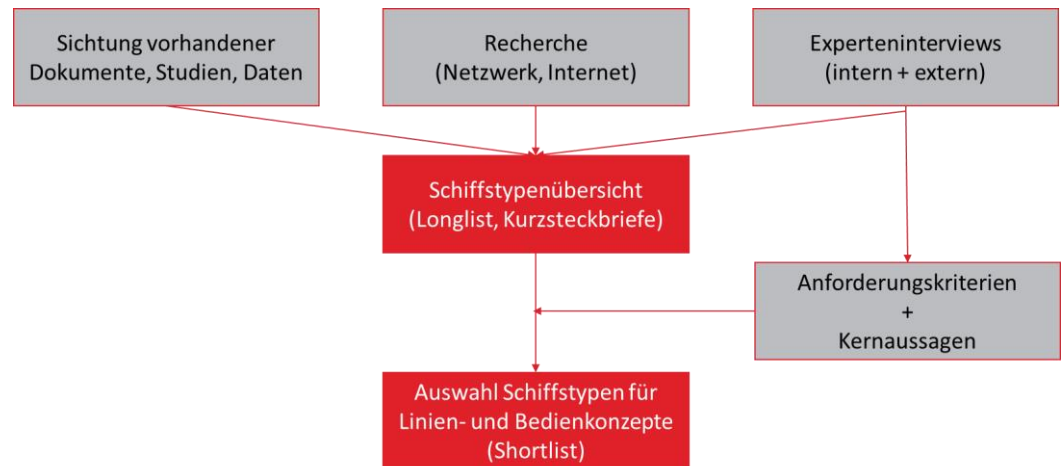 Sichtung vorhandener
Dokumente, Studien, Daten
Recherche
(Netzwerk, Internet)
Experteninterviews
(intern + extern)
Schiffstypenübersicht
(Longlist, Kurzsteckbriefe)
Anforderungskriterien
+
Kernaussagen
Auswahl Schiffstypen für
Linien- und Bedienkonzepte
(Shortlist)